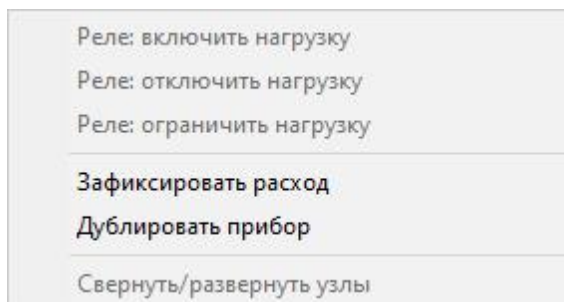 Реле: включить нагрузку
Реле: отключить нагрузку
Реле: ограничить нагрузку
Зафиксировать расход
Дублировать прибор
Свернуть/развернуть узлы